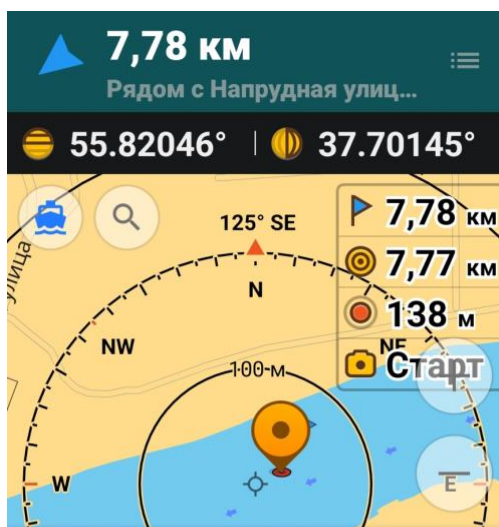 7,78 км
Рядом с Напрудная улиц...
55.82046° | 37.70145°
улица
125° SE
7,78 км
N
7,77 км
138 м
NW
NE
100 м
Старт
W
E